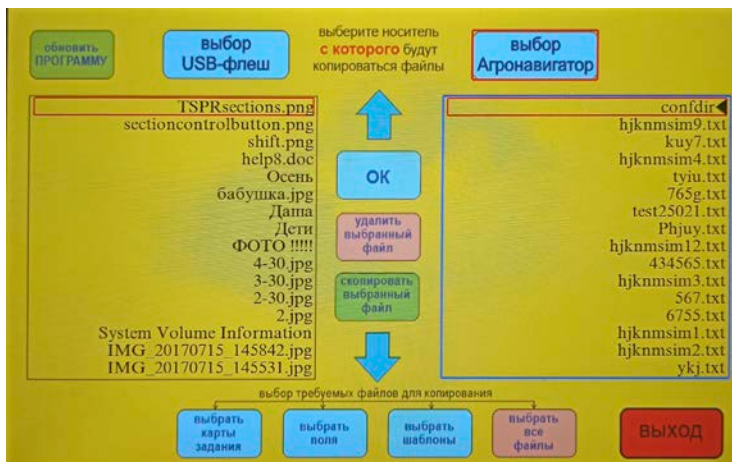 обновить
ПРОГРАММУ
выбор
USB-флеш
выберите носитель
с которого будут
копироваться файлы
выбор
Агронавигатор
TSPRsections.png
sectioncontrolbutton.png
shift.png
help8.doc
Осень
бабушка.jpg
Даша
Дети
ФОТО !!!!!
4-30.jpg
3-30.jpg
2-30.jpg
2.jpg
System Volume Information
IMG_20170715_145842.jpg
IMG_20170715_145531.jpg
ОК
удалить
выбранный
файл
скопировать
выбранный
файл
confdir
hjknmsim9.txt
kuy7.txt
hjknmsim4.txt
tyiu.txt
765g.txt
test25021.txt
Phjuy.txt
hjknmsim12.txt
434565.txt
hjknmsim3.txt
567.txt
6755.txt
hjknmsim1.txt
hjknmsim2.txt
ykj.txt
выбор требуемых файлов для копирования
выбрать
карты
задания
выбрать
поля
выбрать
шаблоны
выбрать
все
файлы
ВЫХОД